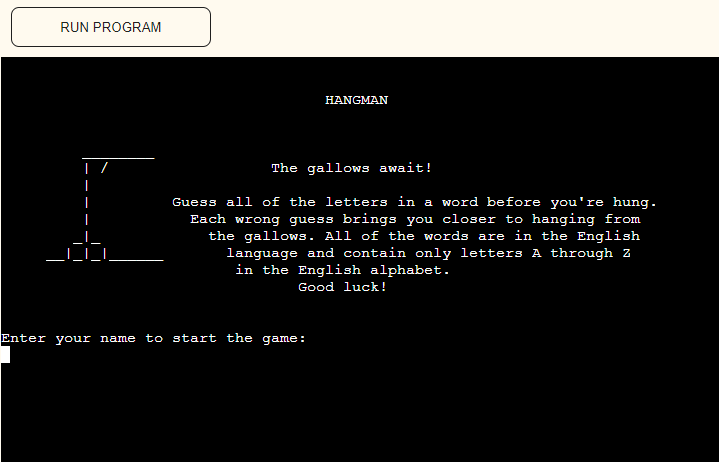 RUN PROGRAM
HANGMAN
The gallows await!
Guess all of the letters in a word before you're hung.
Each wrong guess brings you closer to hanging from
the gallows. All of the words are in the English
language and contain only letters A through Z
in the English alphabet.
Good luck!
Enter your name to start the game: